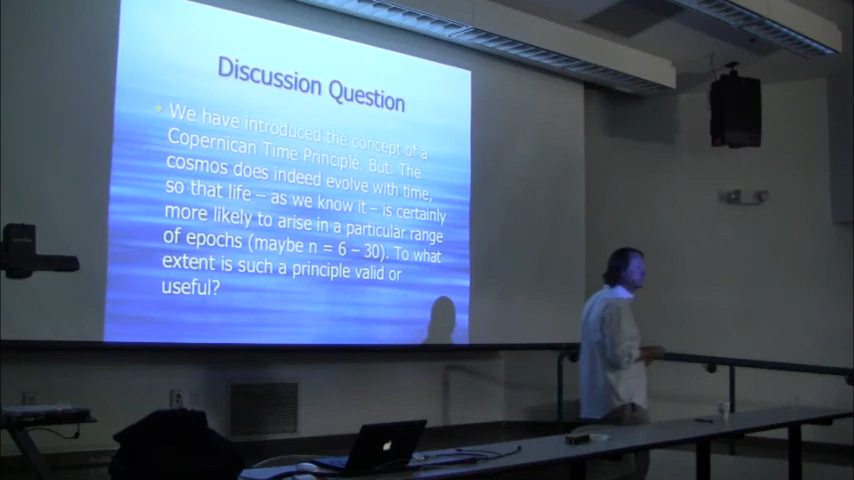 Discussion Question
We have introduced the concept of a
Copernican Time Principle. But: The
cosmos does indeed evolve with time,
so that life – as we know it – is certainly
more likely to arise in a particular range
of epochs (maybe n = 6 – 30). To what
extent is such a principle valid or
useful?